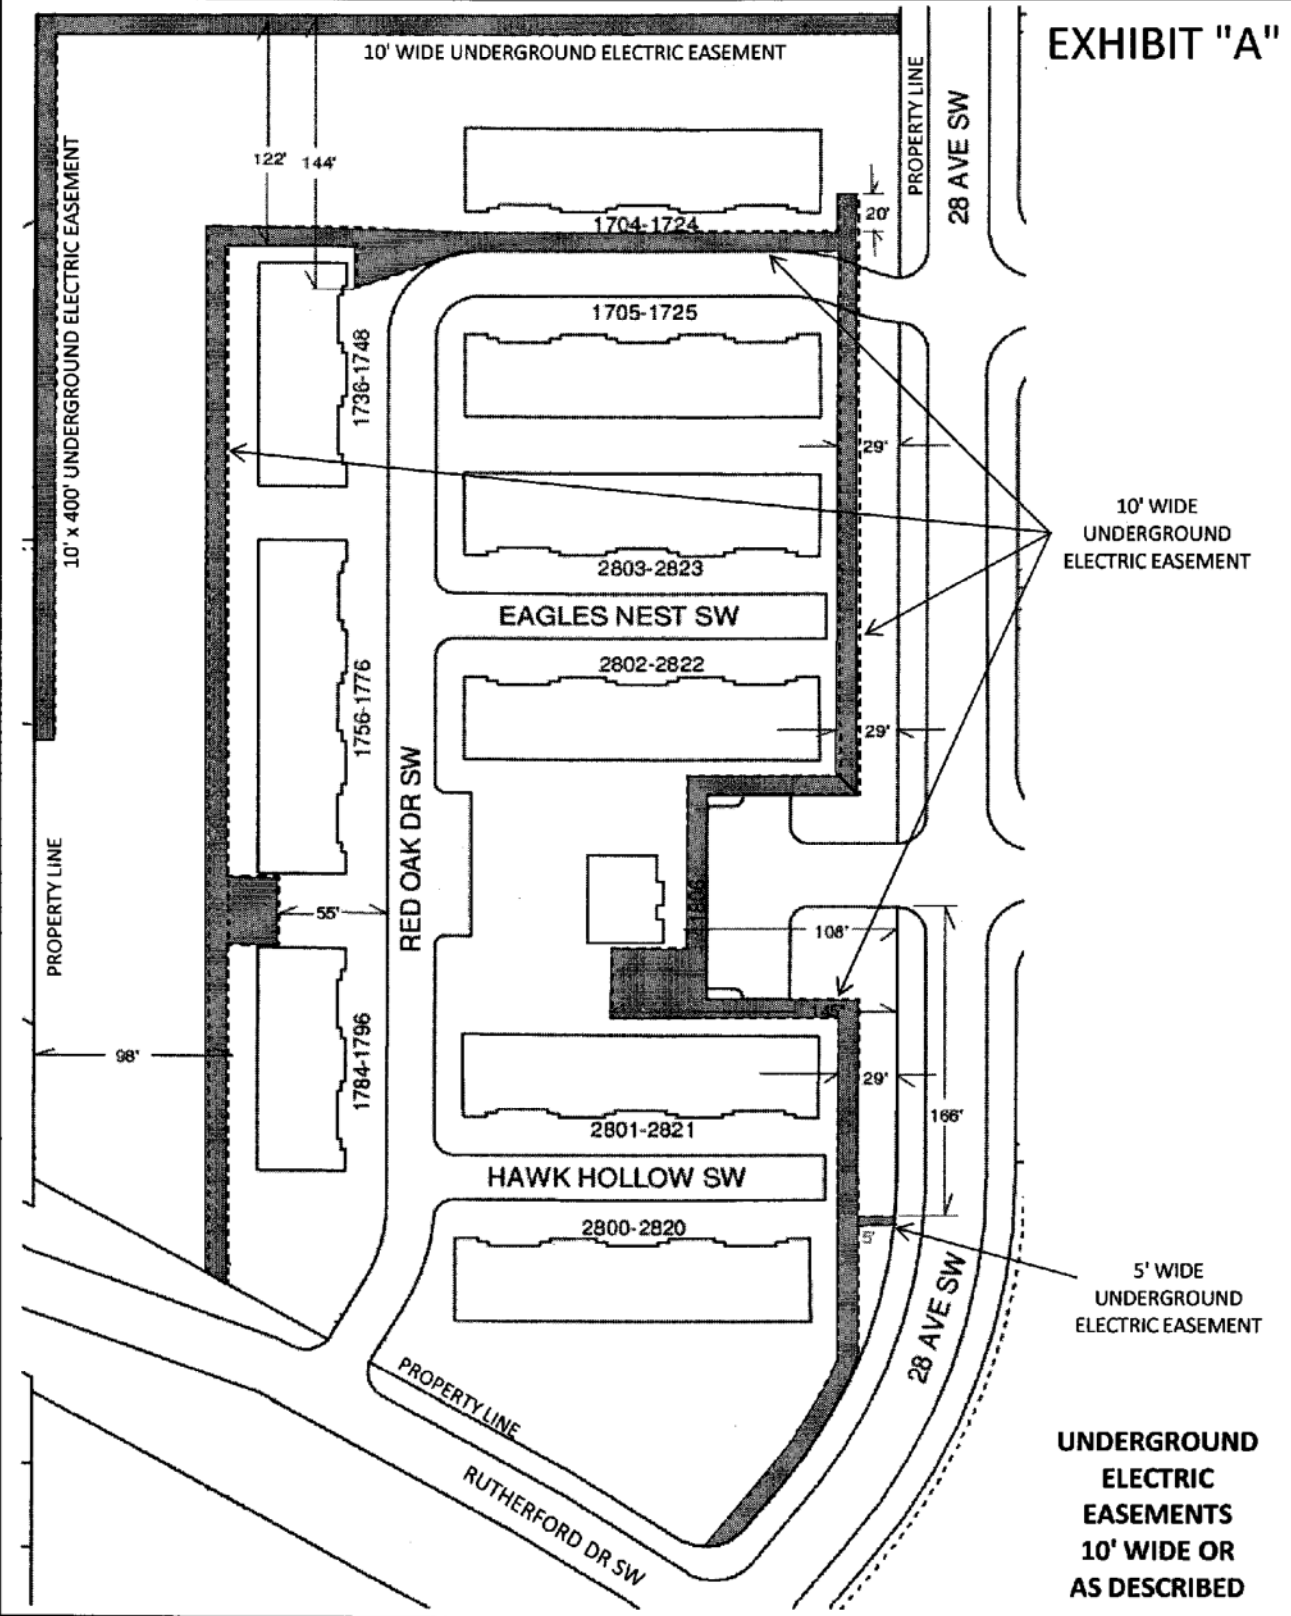 EXHIBIT "A"
10' WIDE UNDERGROUND ELECTRIC EASEMENT
PROPERTY LINE
28 AVE SW
10' x 400' UNDERGROUND ELECTRIC EASEMENT
122'
144'
20'
1704-1724
1705-1725
1736-1748
29'
10' WIDE
UNDERGROUND
ELECTRIC EASEMENT
2803-2823
EAGLES NEST SW
2802-2822
1756-1776
29'
RED OAK DR SW
PROPERTY LINE
55'
108'
98'
1784-1796
29'
166'
2801-2821
HAWK HOLLOW SW
2800-2820
5'
5' WIDE
UNDERGROUND
ELECTRIC EASEMENT
28 AVE SW
PROPERTY LINE
RUTHERFORD DR SW
UNDERGROUND
ELECTRIC
EASEMENTS
10' WIDE OR
AS DESCRIBED